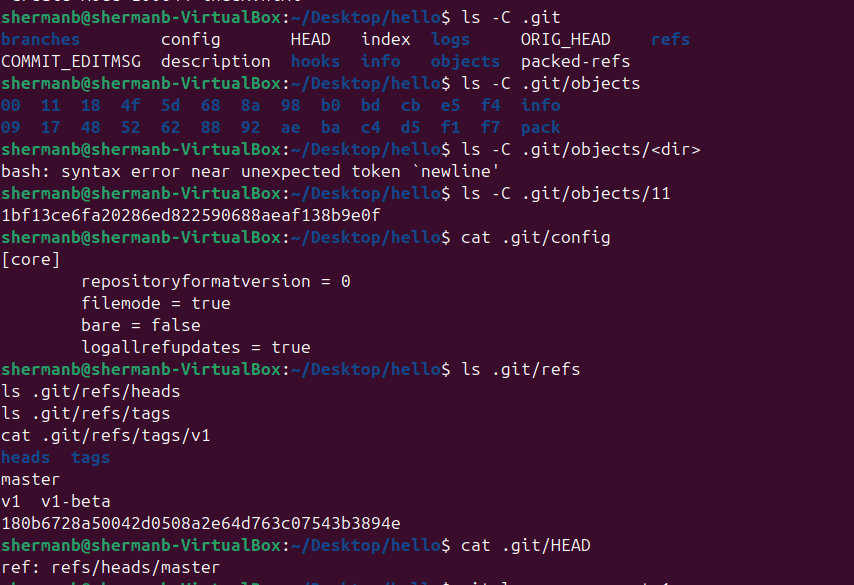 shermanb@shermanb-VirtualBox:~/Desktop/hello$ ls -C .git
branches config HEAD index logs ORIG_HEAD refs
COMMIT_EDITMSG description hooks info objects packed-refs
shermanb@shermanb-VirtualBox:~/Desktop/hello$ ls -C .git/objects
00 11 18 4f 5d 68 8a 98 b0 bd cb e5 f4 info
09 17 48 52 62 88 92 ae ba c4 d5 f1 f7 pack
shermanb@shermanb-VirtualBox:~/Desktop/hello$ ls -C .git/objects/<dir>
bash: syntax error near unexpected token `newline'
shermanb@shermanb-VirtualBox:~/Desktop/hello$ ls -C .git/objects/11
1bf13ce6fa20286ed822590688aeaf138b9e0f
shermanb@shermanb-VirtualBox:~/Desktop/hello$ cat .git/config
[core]
repositoryformatversion = 0
filemode = true
bare = false
logallrefupdates = true
shermanb@shermanb-VirtualBox:~/Desktop/hello$ ls .git/refs
ls .git/refs/heads
ls .git/refs/tags
cat .git/refs/tags/v1
heads tags
master
v1 v1-beta
180b6728a50042d0508a2e64d763c07543b3894e
shermanb@shermanb-VirtualBox:~/Desktop/hello$ cat .git/HEAD
ref: refs/heads/master